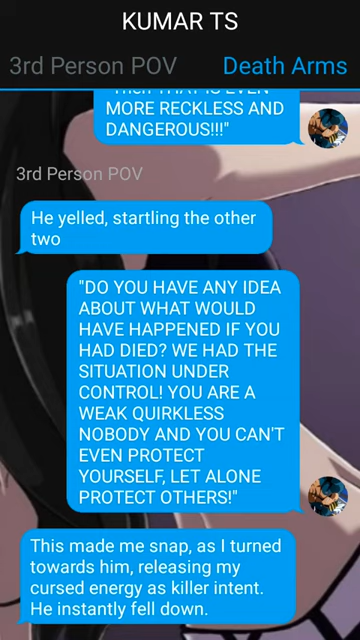 KUMAR TS
3rd Person POV
Death Arms
"Then THAT IS EVEN
MORE RECKLESS AND
DANGEROUS!!!"
3rd Person POV
He yelled, startling the other
two
"DO YOU HAVE ANY IDEA
ABOUT WHAT WOULD
HAVE HAPPENED IF YOU
HAD DIED? WE HAD THE
SITUATION UNDER
CONTROL! YOU ARE A
WEAK QUIRKLESS
NOBODY AND YOU CAN'T
EVEN PROTECT
YOURSELF, LET ALONE
PROTECT OTHERS!"
This made me snap, as I turned
towards him, releasing my
cursed energy as killer intent.
He instantly fell down.